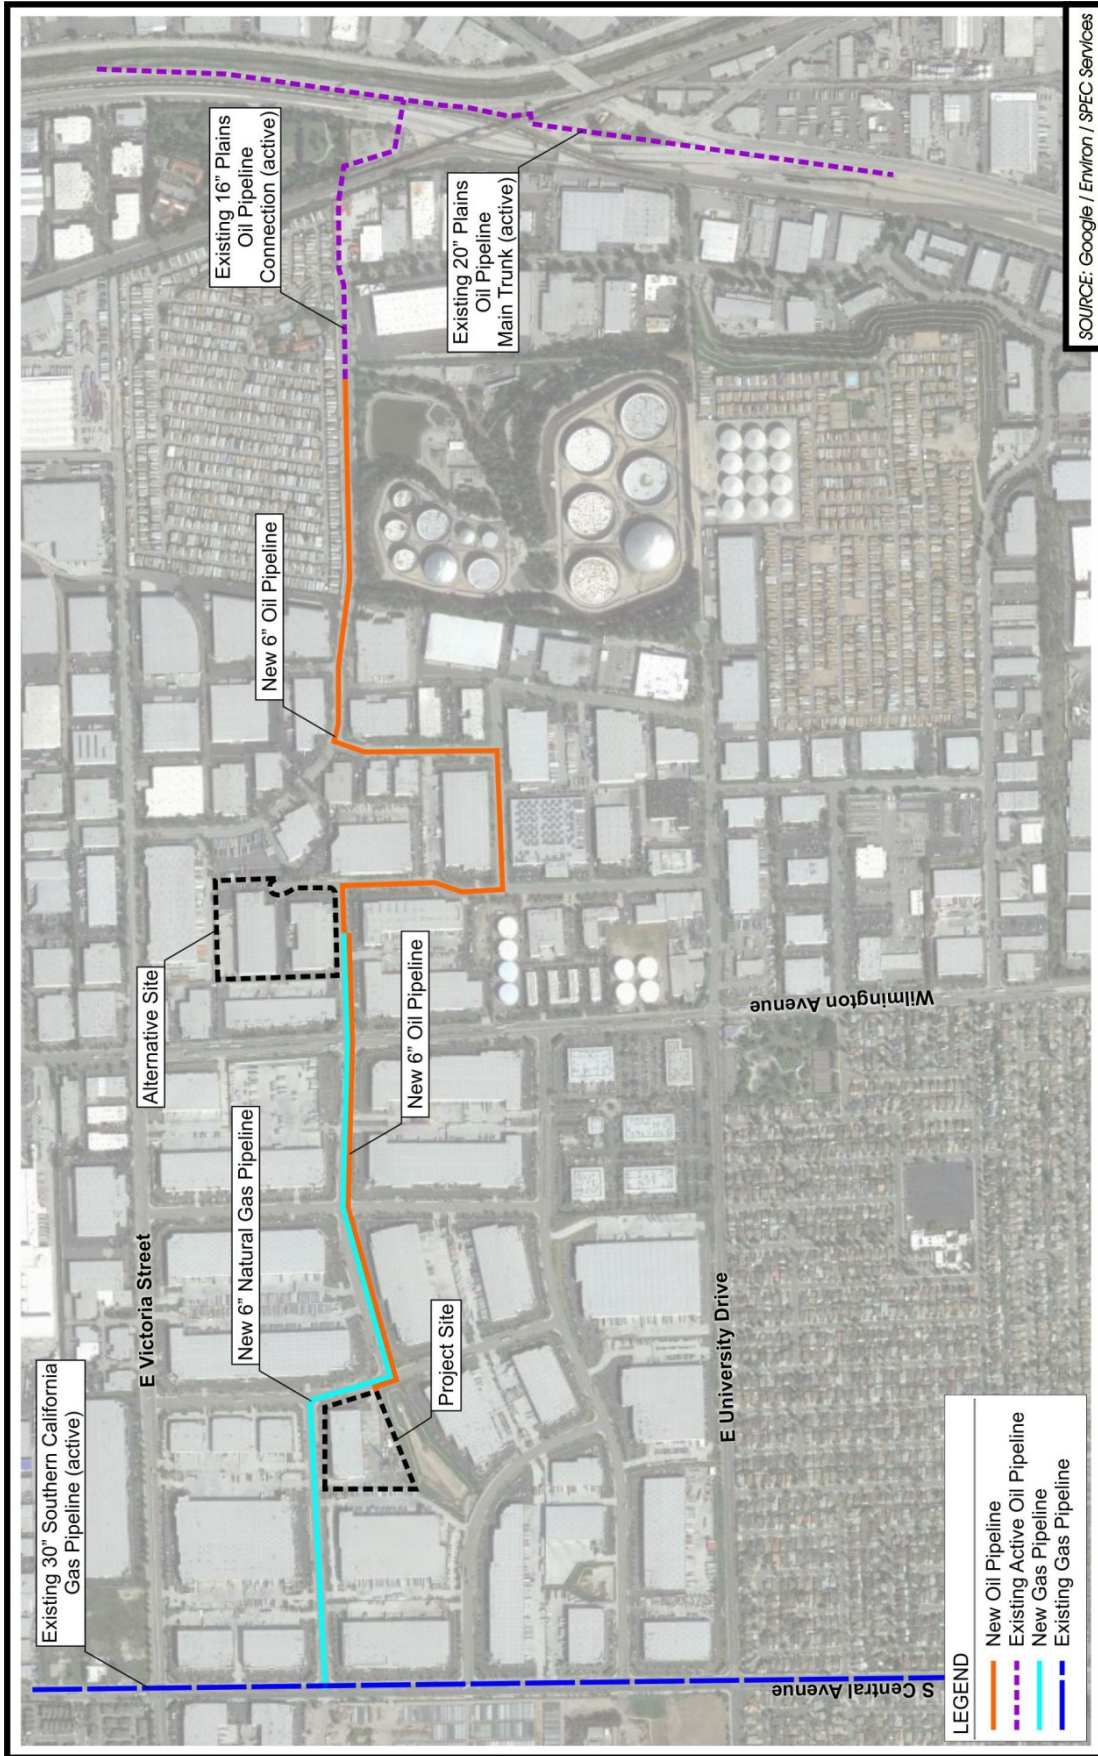 Existing 30" Southern California
Gas Pipeline (active)
E Victoria Street
Alternative Site
New 6" Natural Gas Pipeline
New 6" Oil Pipeline
Existing 16" Plains
Oil Pipeline
Connection (active)
Existing 20" Plains
Oil Pipeline
Main Trunk (active)
New 6" Oil Pipeline
Project Site
E University Drive
Wilmington Avenue
S Central Avenue
LEGEND
New Oil Pipeline
Existing Active Oil Pipeline
New Gas Pipeline
Existing Gas Pipeline
SOURCE: Google / Environ / SPEC Services